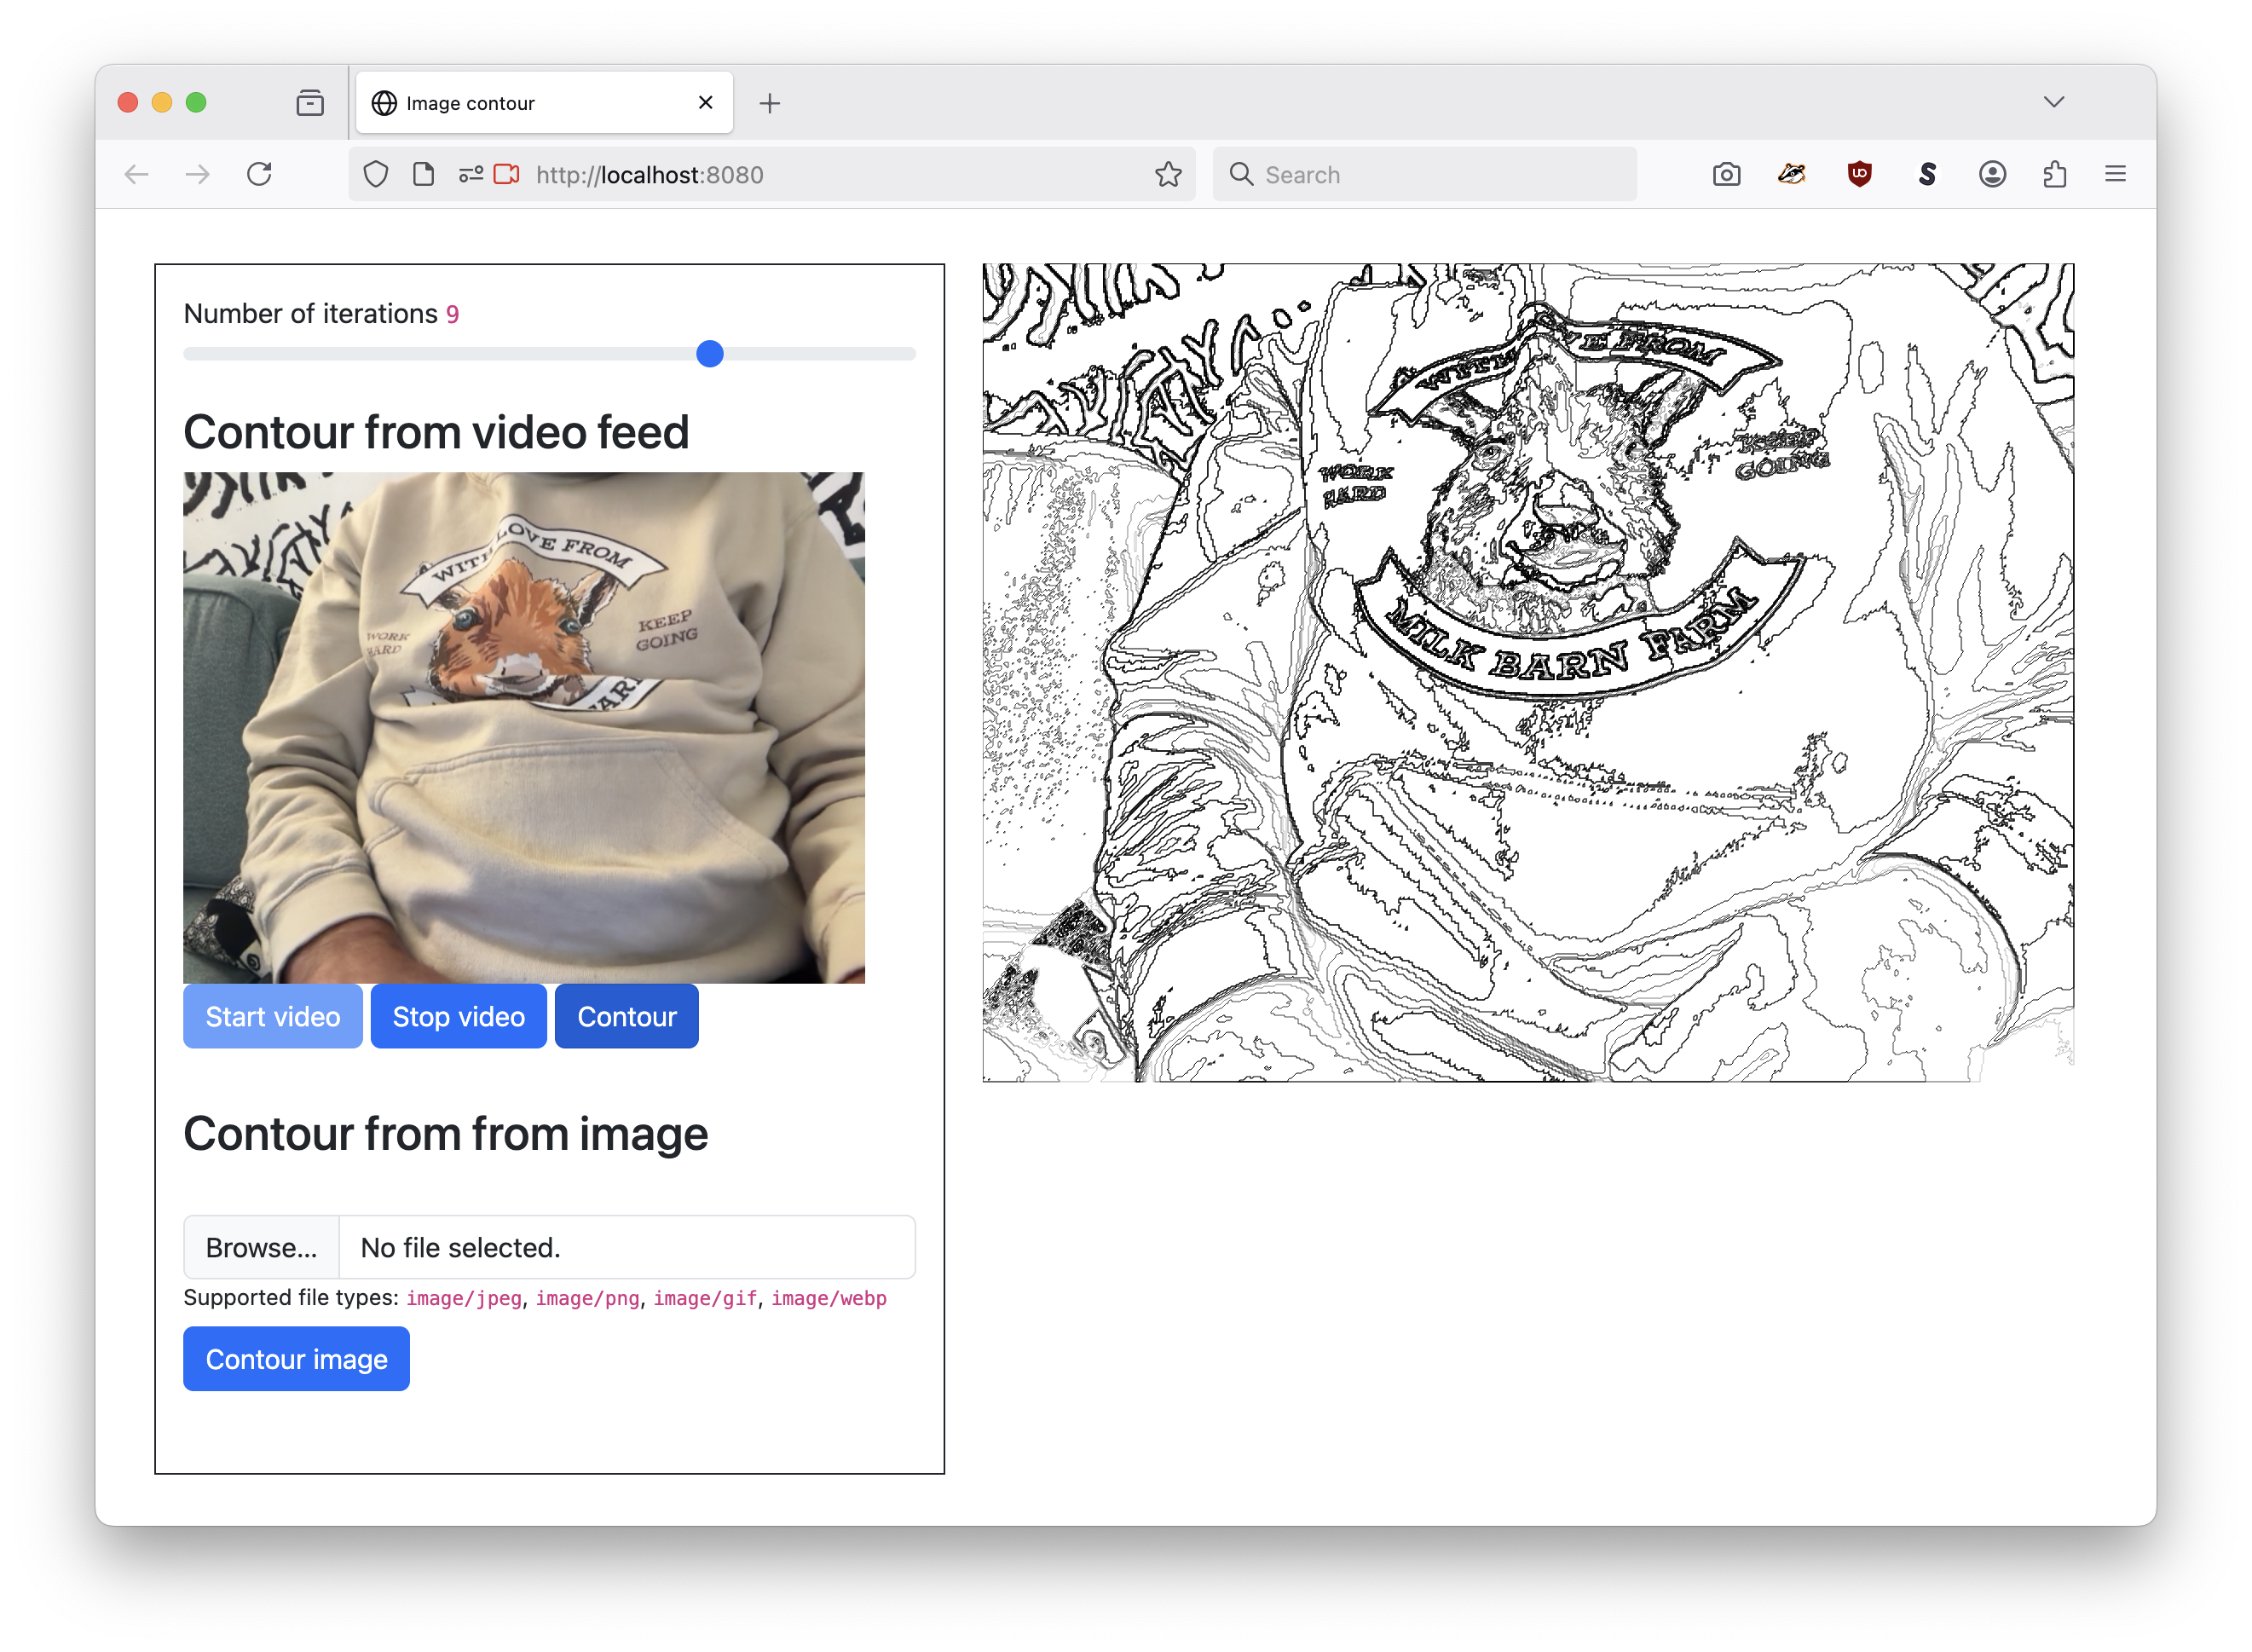 Image contour
http://localhost:8080
Search
Number of iterations 9
Contour from video feed
WITH LOVE FROM
WORK
HARD
KEEP
GOING
Start video
Stop video
Contour
Contour from from image
Browse...
No file selected.
Supported file types: image/jpeg, image/png, image/gif, image/webp
Contour image
WITH
VE FROM
WORK
HARD
KEEP
GOING
MILK BARN FARM